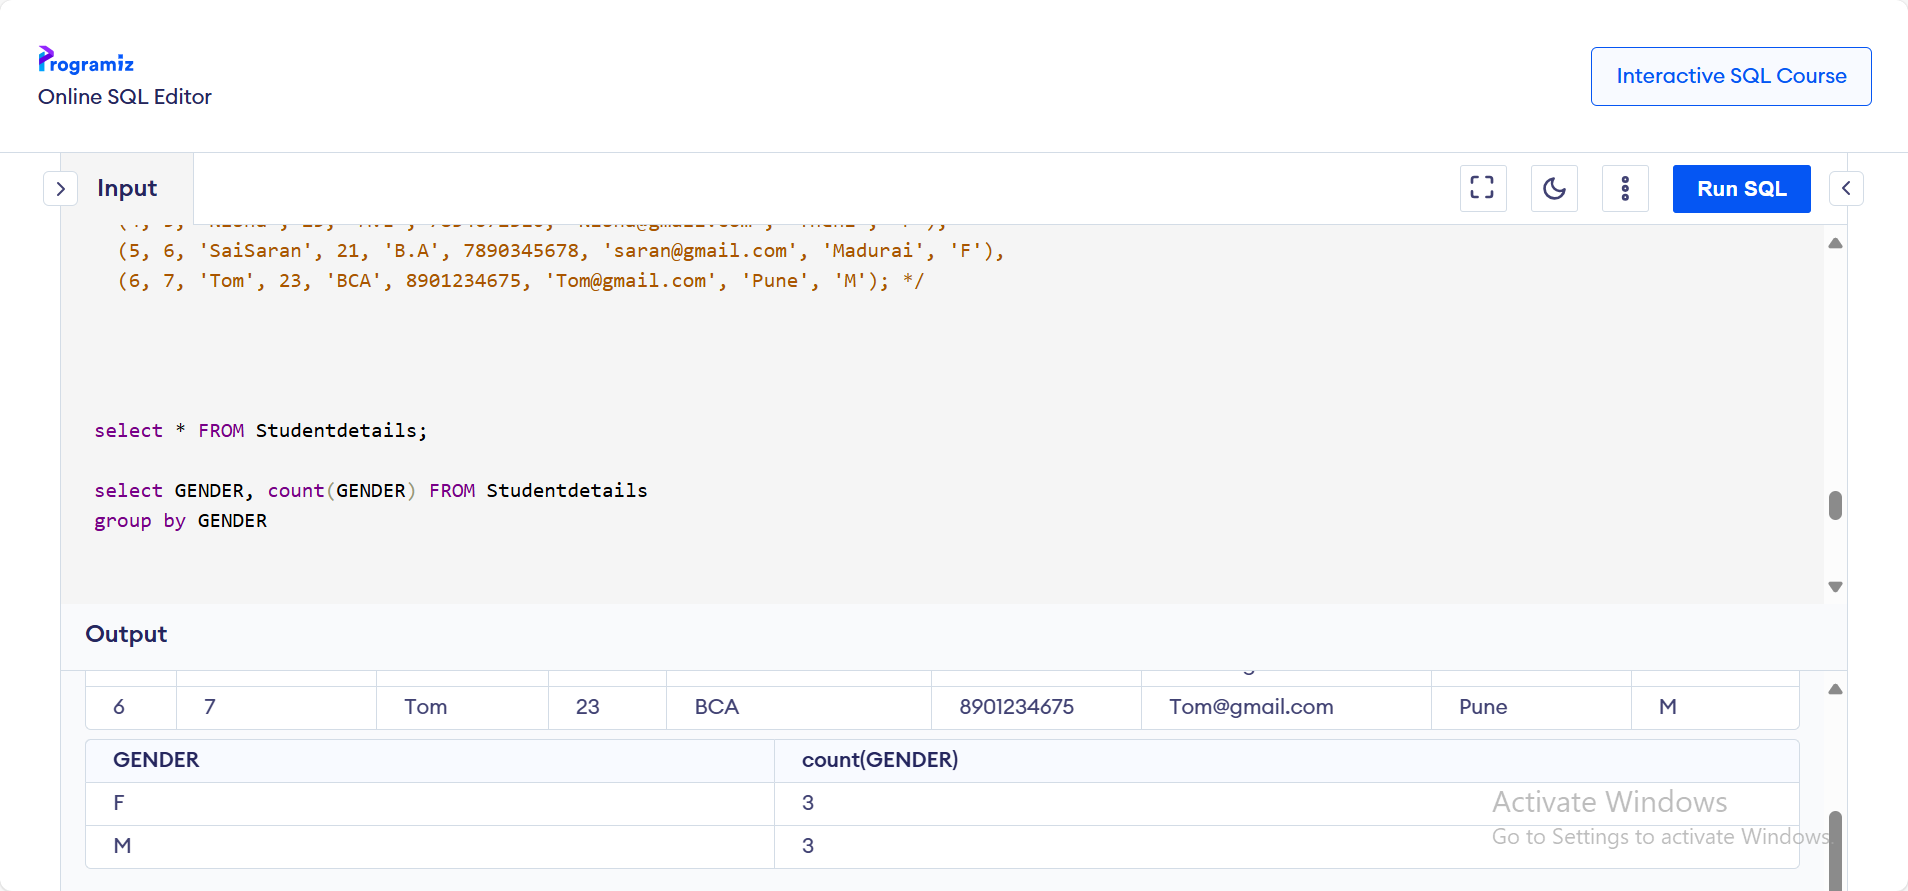 Programiz
Online SQL Editor
Interactive SQL Course
Input
Run SQL
(5, 6, 'SaiSaran', 21, 'B.A', 7890345678, 'saran@gmail.com', 'Madurai', 'F'),
(6, 7, 'Tom', 23, 'BCA', 8901234675, 'Tom@gmail.com', 'Pune', 'M'); */
select * FROM Studentdetails;
select GENDER, count(GENDER) FROM Studentdetails
group by GENDER
Output
6 7 Tom 23 BCA 8901234675 Tom@gmail.com Pune M
GENDER count(GENDER)
F 3
M 3
Activate Windows
Go to Settings to activate Windows.